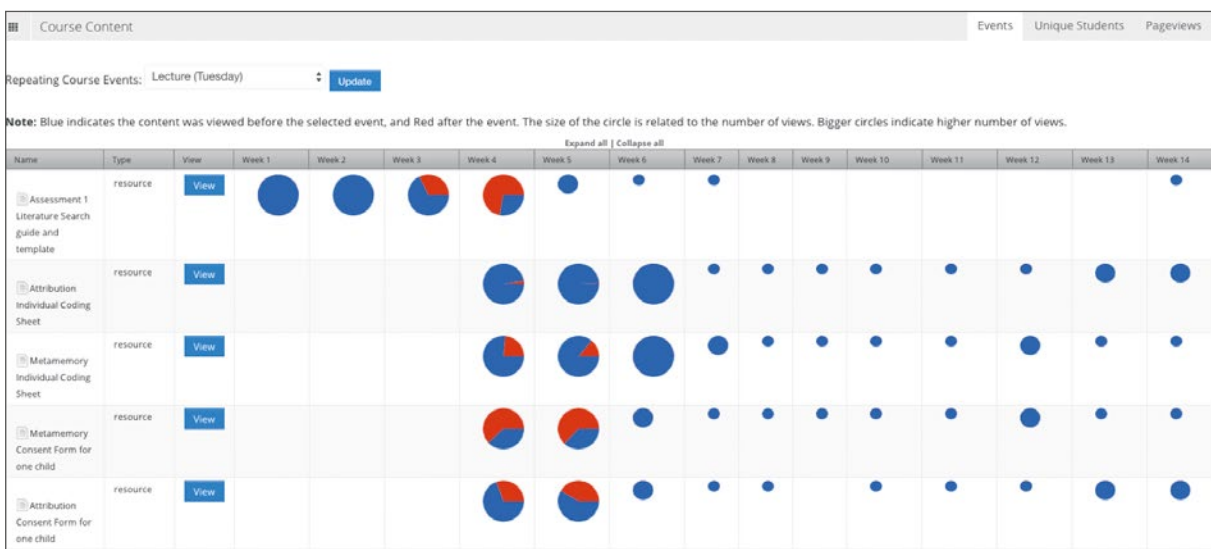 Course Content
Events Unique Students Pageviews
Repeating Course Events: Lecture (Tuesday) Update
Note: Blue indicates the content was viewed before the selected event, and Red after the event. The size of the circle is related to the number of views. Bigger circles indicate higher number of views.
Expand all | Collapse all
Name Type View Week 1 Week 2 Week 3 Week 4 Week 5 Week 6 Week 7 Week 8 Week 9 Week 10 Week 11 Week 12 Week 13 Week 14
resource View
Assessment 1
Literature Search
guide and
template
resource View
Attribution
Individual Coding
Sheet
resource View
Metamemory
Individual Coding
Sheet
resource View
Metamemory
Consent Form for
one child
resource View
Attribution
Consent Form for
one child